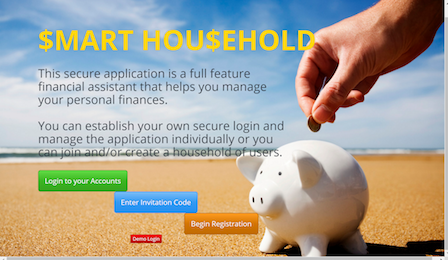 $MART HOU$EHOLD
This secure application is a full feature
financial assistant that helps you manage
your personal finances.
You can establish your own secure login and
manage the application individually or you
can join and/or create a household of users.
Login to your Accounts
Enter Invitation Code
Begin Registration
Demo Login